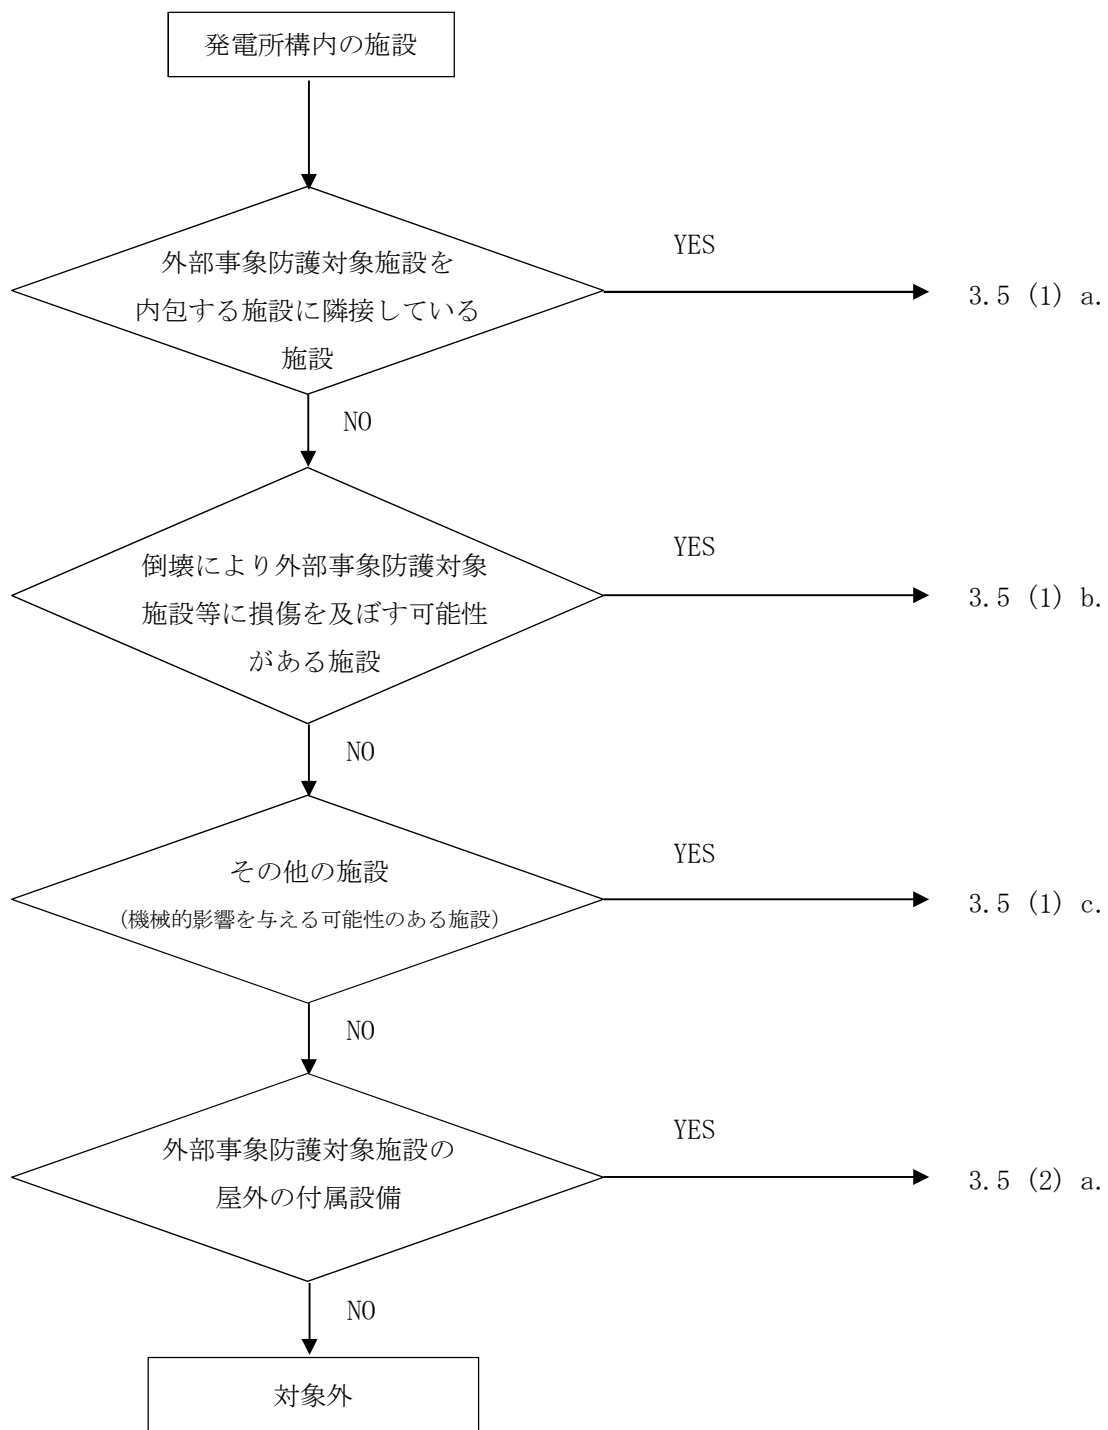 発電所構内の施設
外部事象防護対象施設を
内包する施設に隣接している
施設
YES
3.5 (1) a.
NO
倒壊により外部事象防護対象
施設等に損傷を及ぼす可能性
がある施設
YES
3.5 (1) b.
NO
その他の施設
(機械的影響を与える可能性のある施設)
YES
3.5 (1) c.
NO
外部事象防護対象施設の
屋外の付属設備
YES
3.5 (2) a.
NO
対象外